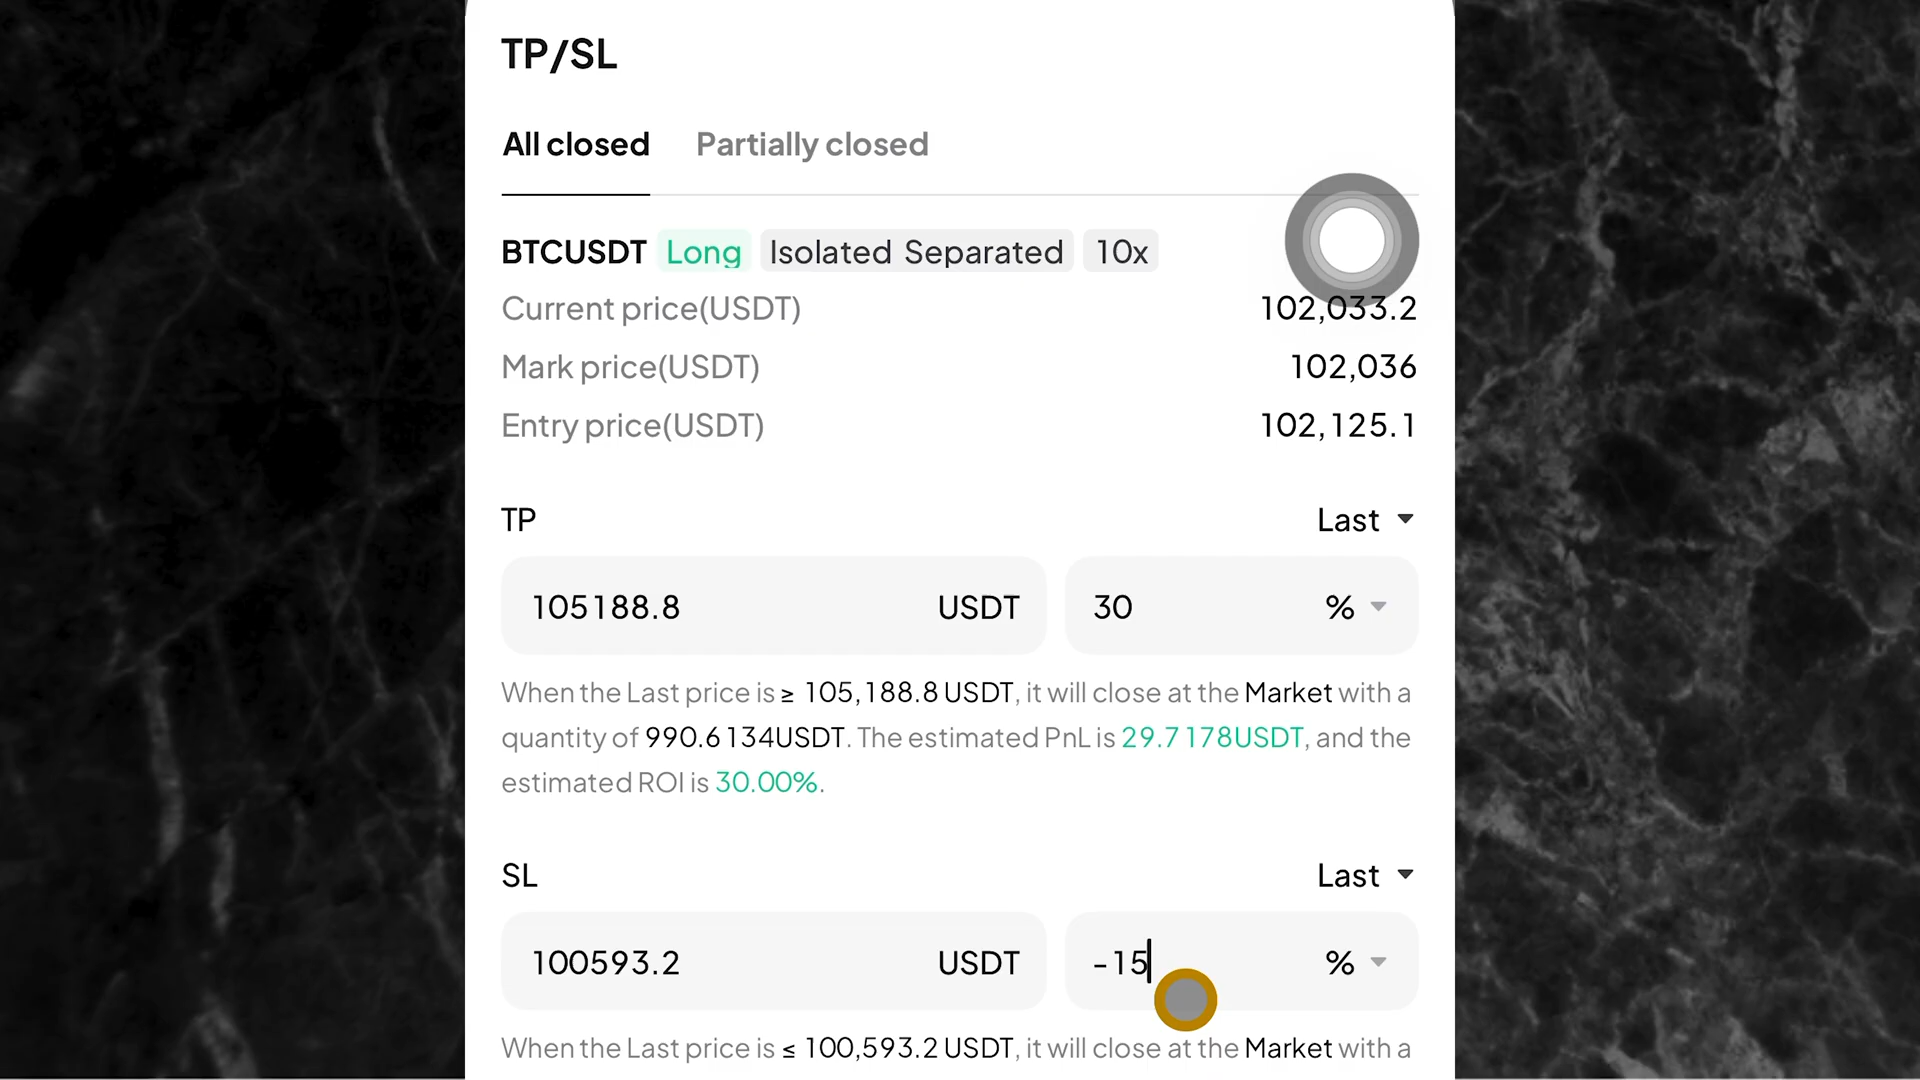 TP/SL
All closed Partially closed
BTCUSDT Long Isolated Separated 10x
Current price(USDT) 102,033.2
Mark price(USDT) 102,036
Entry price(USDT) 102,125.1
TP Last
105188.8 USDT 30 %
When the Last price is ≥ 105,188.8 USDT, it will close at the Market with a
quantity of 990.6134USDT. The estimated PnL is 29.7178USDT, and the
estimated ROI is 30.00%.
SL Last
100593.2 USDT -15 %
When the Last price is ≤ 100,593.2 USDT, it will close at the Market with a